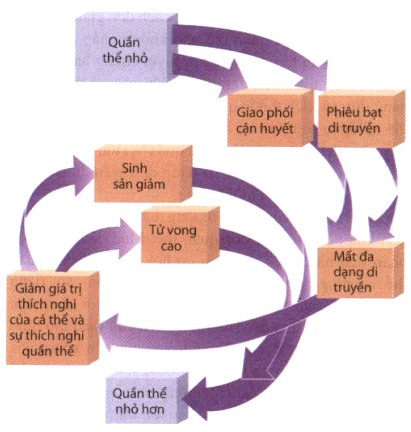 Quần
thể nhỏ
Giao phối
cận huyết
Phiêu bạt
di truyền
Sinh
sản giảm
Tử vong
cao
Mất đa
dạng di
truyền
Giảm giá trị
thích nghi
của cá thể và
sự thích nghi
quần thể
Quần thể
nhỏ hơn